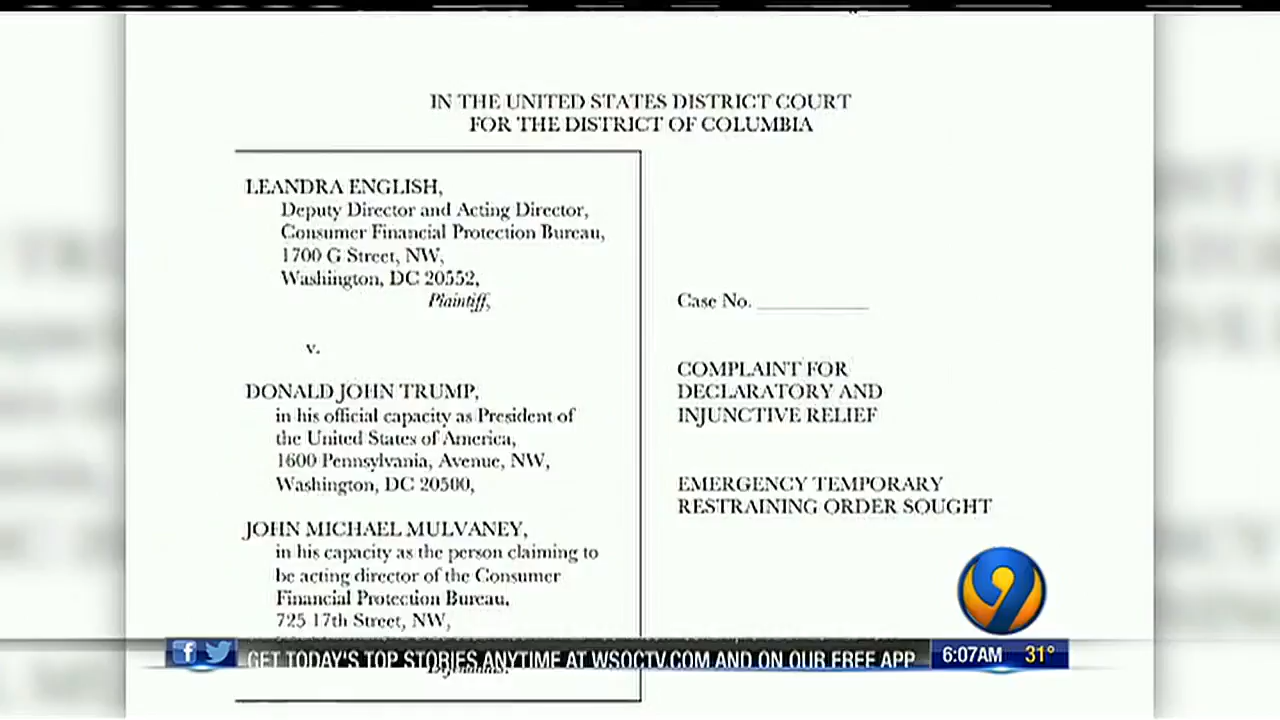 IN THE UNITED STATES DISTRICT COURT
FOR THE DISTRICT OF COLUMBIA
LEANDRA ENGLISH,
Deputy Director and Acting Director,
Consumer Financial Protection Bureau,
1700 G Street, NW,
Washington, DC 20552,
Plaintiff,
v.
DONALD JOHN TRUMP,
in his official capacity as President of
the United States of America,
1600 Pennsylvania, Avenue, NW,
Washington, DC 20500,
JOHN MICHAEL MULVANEY,
in his capacity as the person claiming to
be acting director of the Consumer
Financial Protection Bureau,
725 17th Street, NW,
Case No. ____________
COMPLAINT FOR
DECLARATORY AND
INJUNCTIVE RELIEF
EMERGENCY TEMPORARY
RESTRAINING ORDER SOUGHT
9
GET TODAY'S TOP STORIES ANYTIME AT WSOCTV.COM AND ON OUR FREE APP
6:07AM 31°